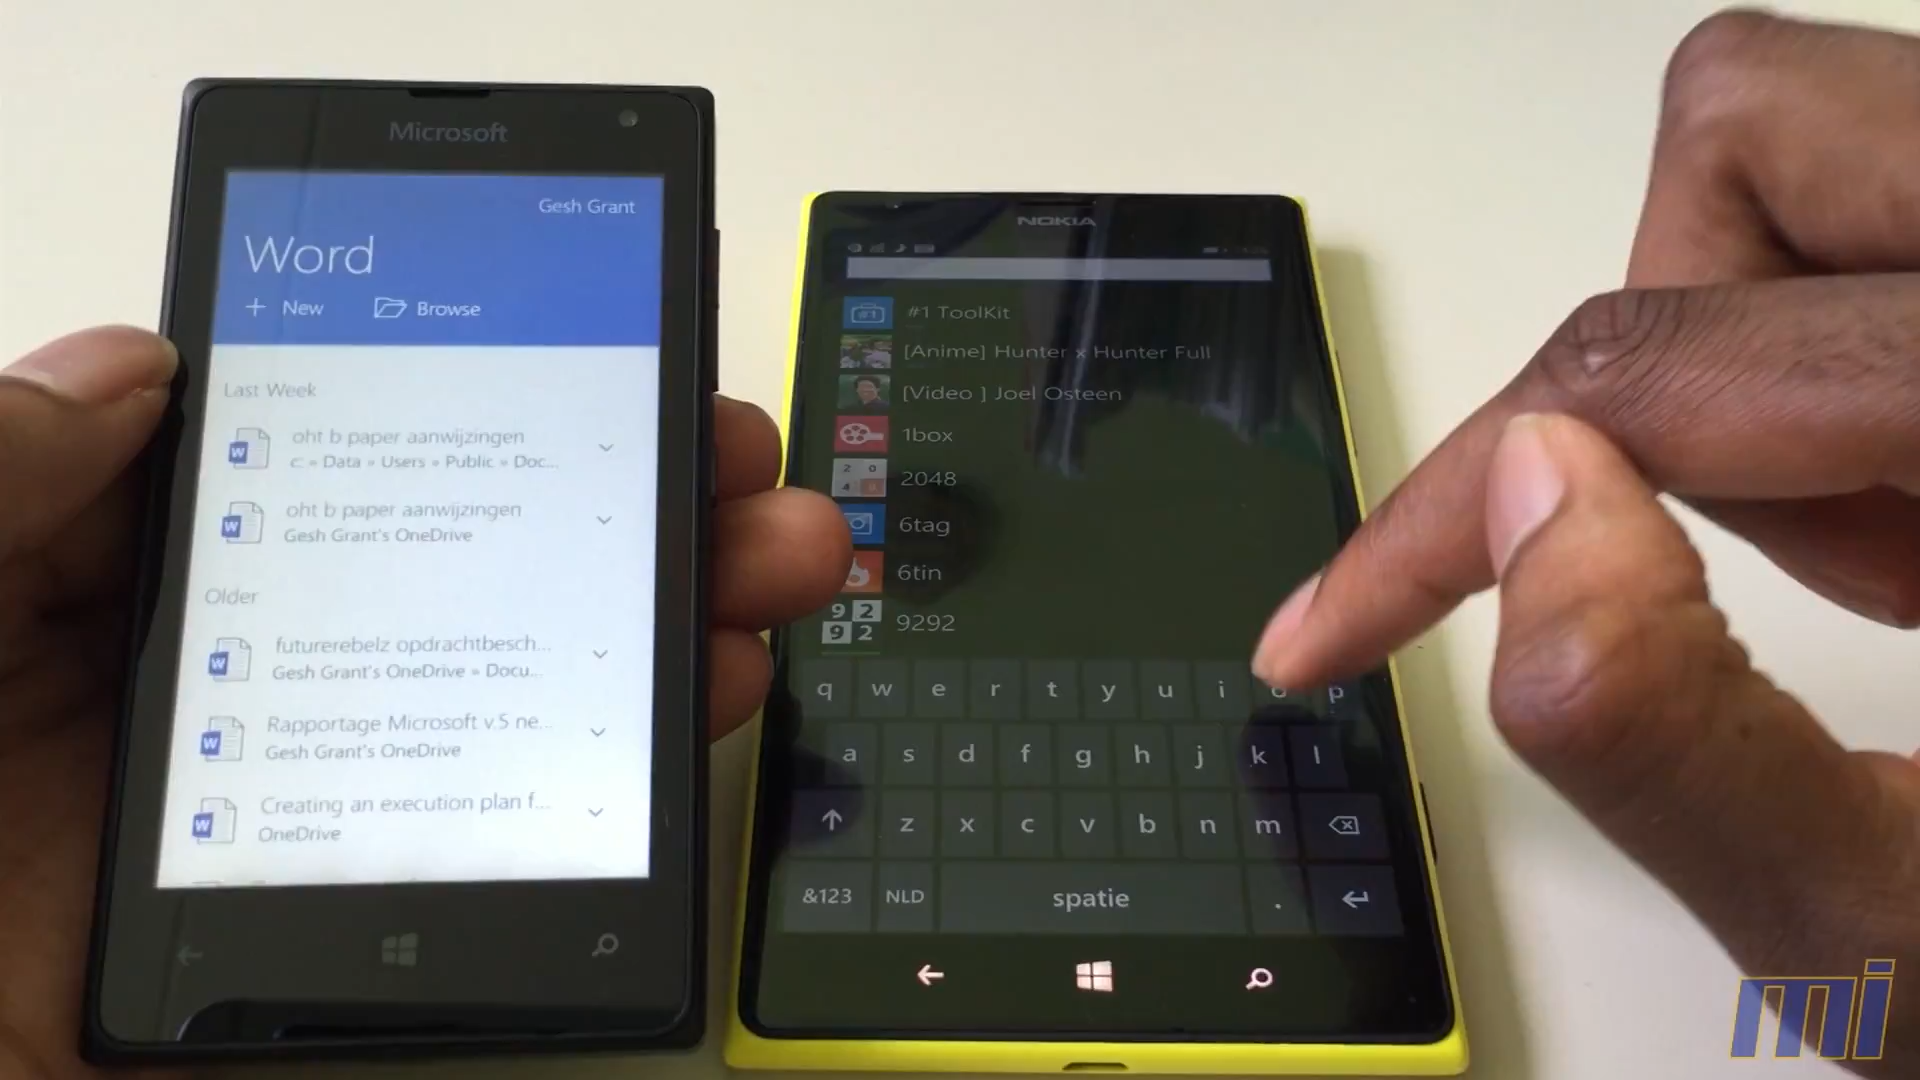 Microsoft
Gesh Grant
Word
New
Browse
Last Week
oht b paper aanwijzingen
c: » Data » Users » Public » Doc...
oht b paper aanwijzingen
Gesh Grant's OneDrive
Older
futurerebelz opdrachtbesch...
Gesh Grant's OneDrive » Docu...
Rapportage Microsoft v.5 ne...
Gesh Grant's OneDrive
Creating an execution plan f...
OneDrive
NOKIA
#1
#1 ToolKit
[Anime] Hunter x Hunter Full
[Video ] Joel Osteen
1box
2048
6tag
6tin
92
92
9292
q w e r t y u i o p
a s d f g h j k l
z x c v b n m
&123 NLD spatie .
mi